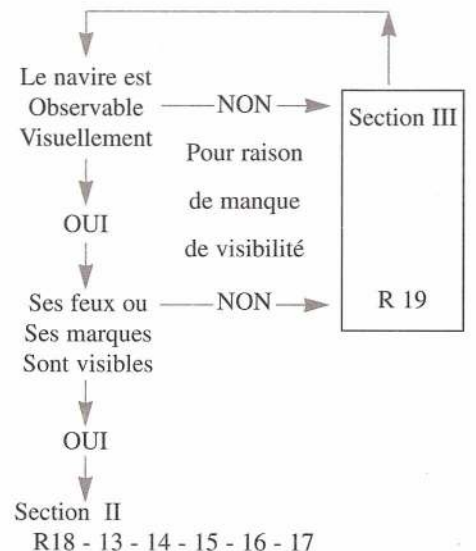 Le navire est
Observable
Visuellement
NON
Pour raison
de manque
de visibilité
Section III
R 19
OUI
Ses feux ou
Ses marques
Sont visibles
NON
OUI
Section II
R18 - 13 - 14 - 15 - 16 - 17